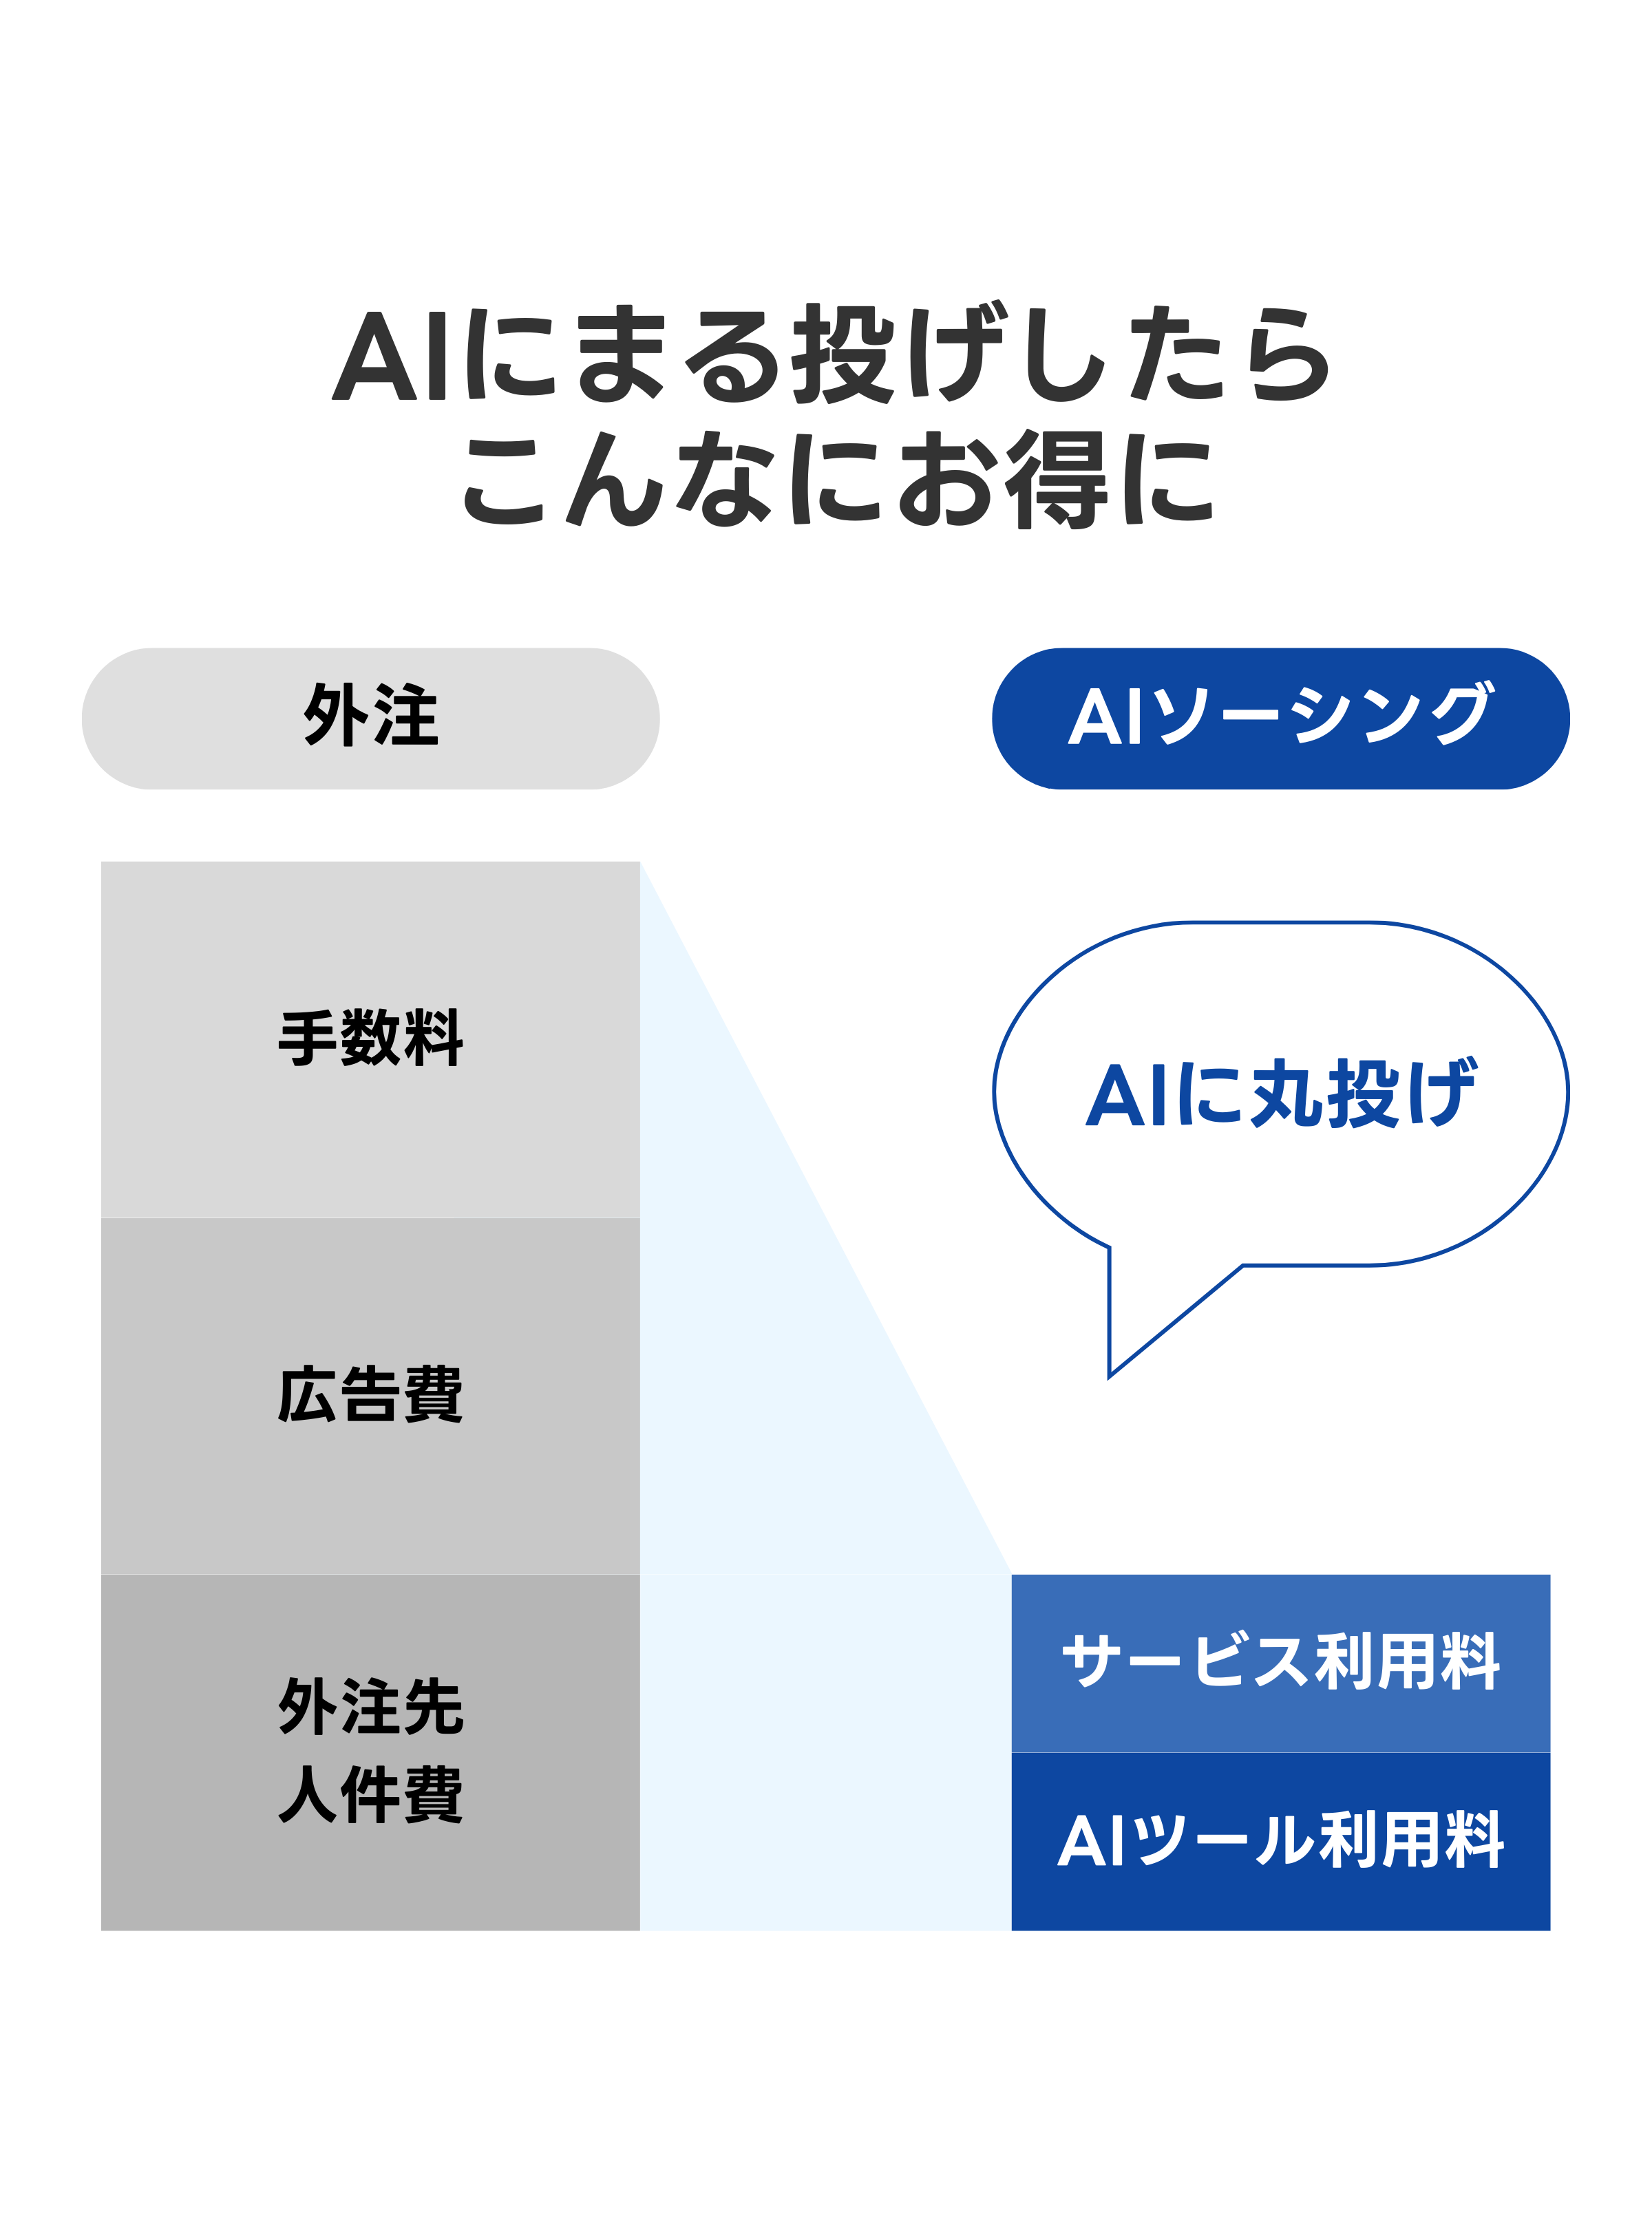 AIにまる投げしたら
こんなにお得に
外注
AIソーシング
手数料
AIに丸投げ
広告費
外注先
人件費
サービス利用料
AIツール利用料